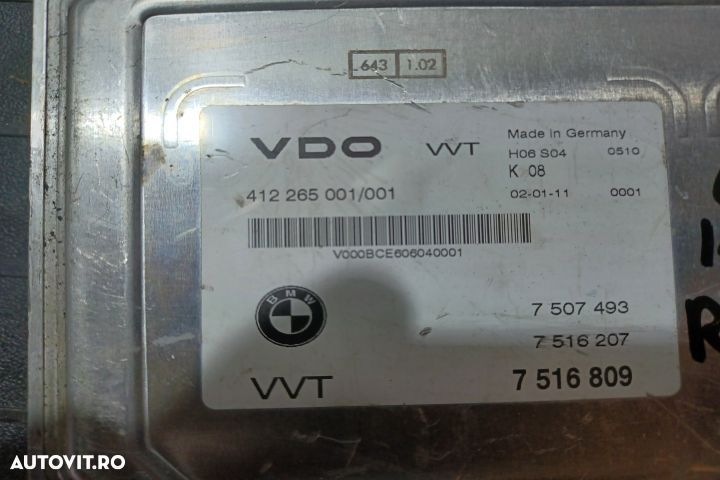 643 1.02
VDO VVT Made in Germany
H06 S04 0510
K 08
412 265 001/001 02-01-11 0001
V000BCE606040001
BMW
7 507 493
7 516 207
VVT 7 516 809
AUTOVIT.RO